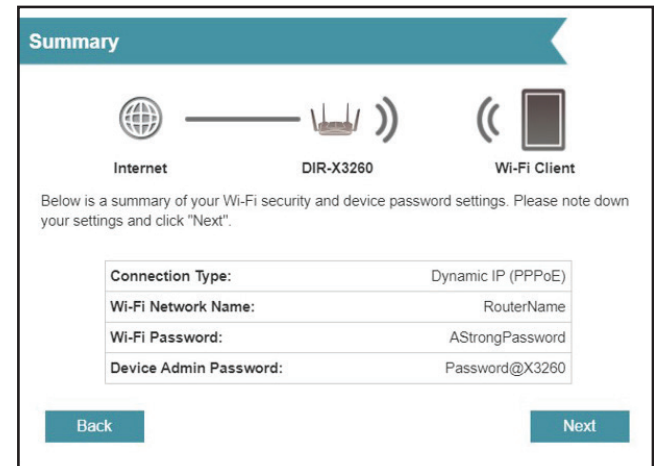 Summary
Internet
DIR-X3260
Wi-Fi Client
Below is a summary of your Wi-Fi security and device password settings. Please note down
your settings and click "Next".
Connection Type: Dynamic IP (PPPoE)
Wi-Fi Network Name: RouterName
Wi-Fi Password: AStrongPassword
Device Admin Password: Password@X3260
Back
Next